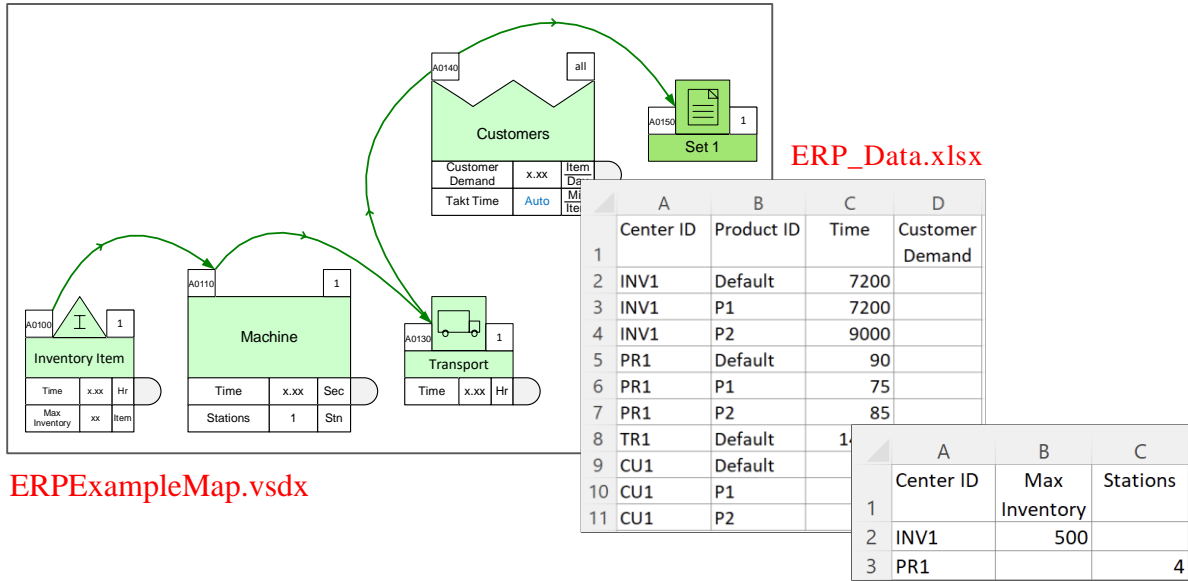 A0140
all
Customers
Customer Demand
x.xx
Item
Takt Time
Auto
A0150
1
Set 1
ERP_Data.xlsx
A0100
I
1
Inventory Item
Time x.xx Hr
Max Inventory xx Item
A0110
1
Machine
Time x.xx Sec
Stations 1 Stn
A0130
1
Transport
Time x.xx Hr
ERPExampleMap.vsdx
A B C D
1 Center ID Product ID Time Customer Demand
2 INV1 Default 7200
3 INV1 P1 7200
4 INV1 P2 9000
5 PR1 Default 90
6 PR1 P1 75
7 PR1 P2 85
8 TR1 Default
9 CU1 Default
10 CU1 P1
11 CU1 P2
A B C
1 Center ID Max Inventory Stations
2 INV1 500
3 PR1 4